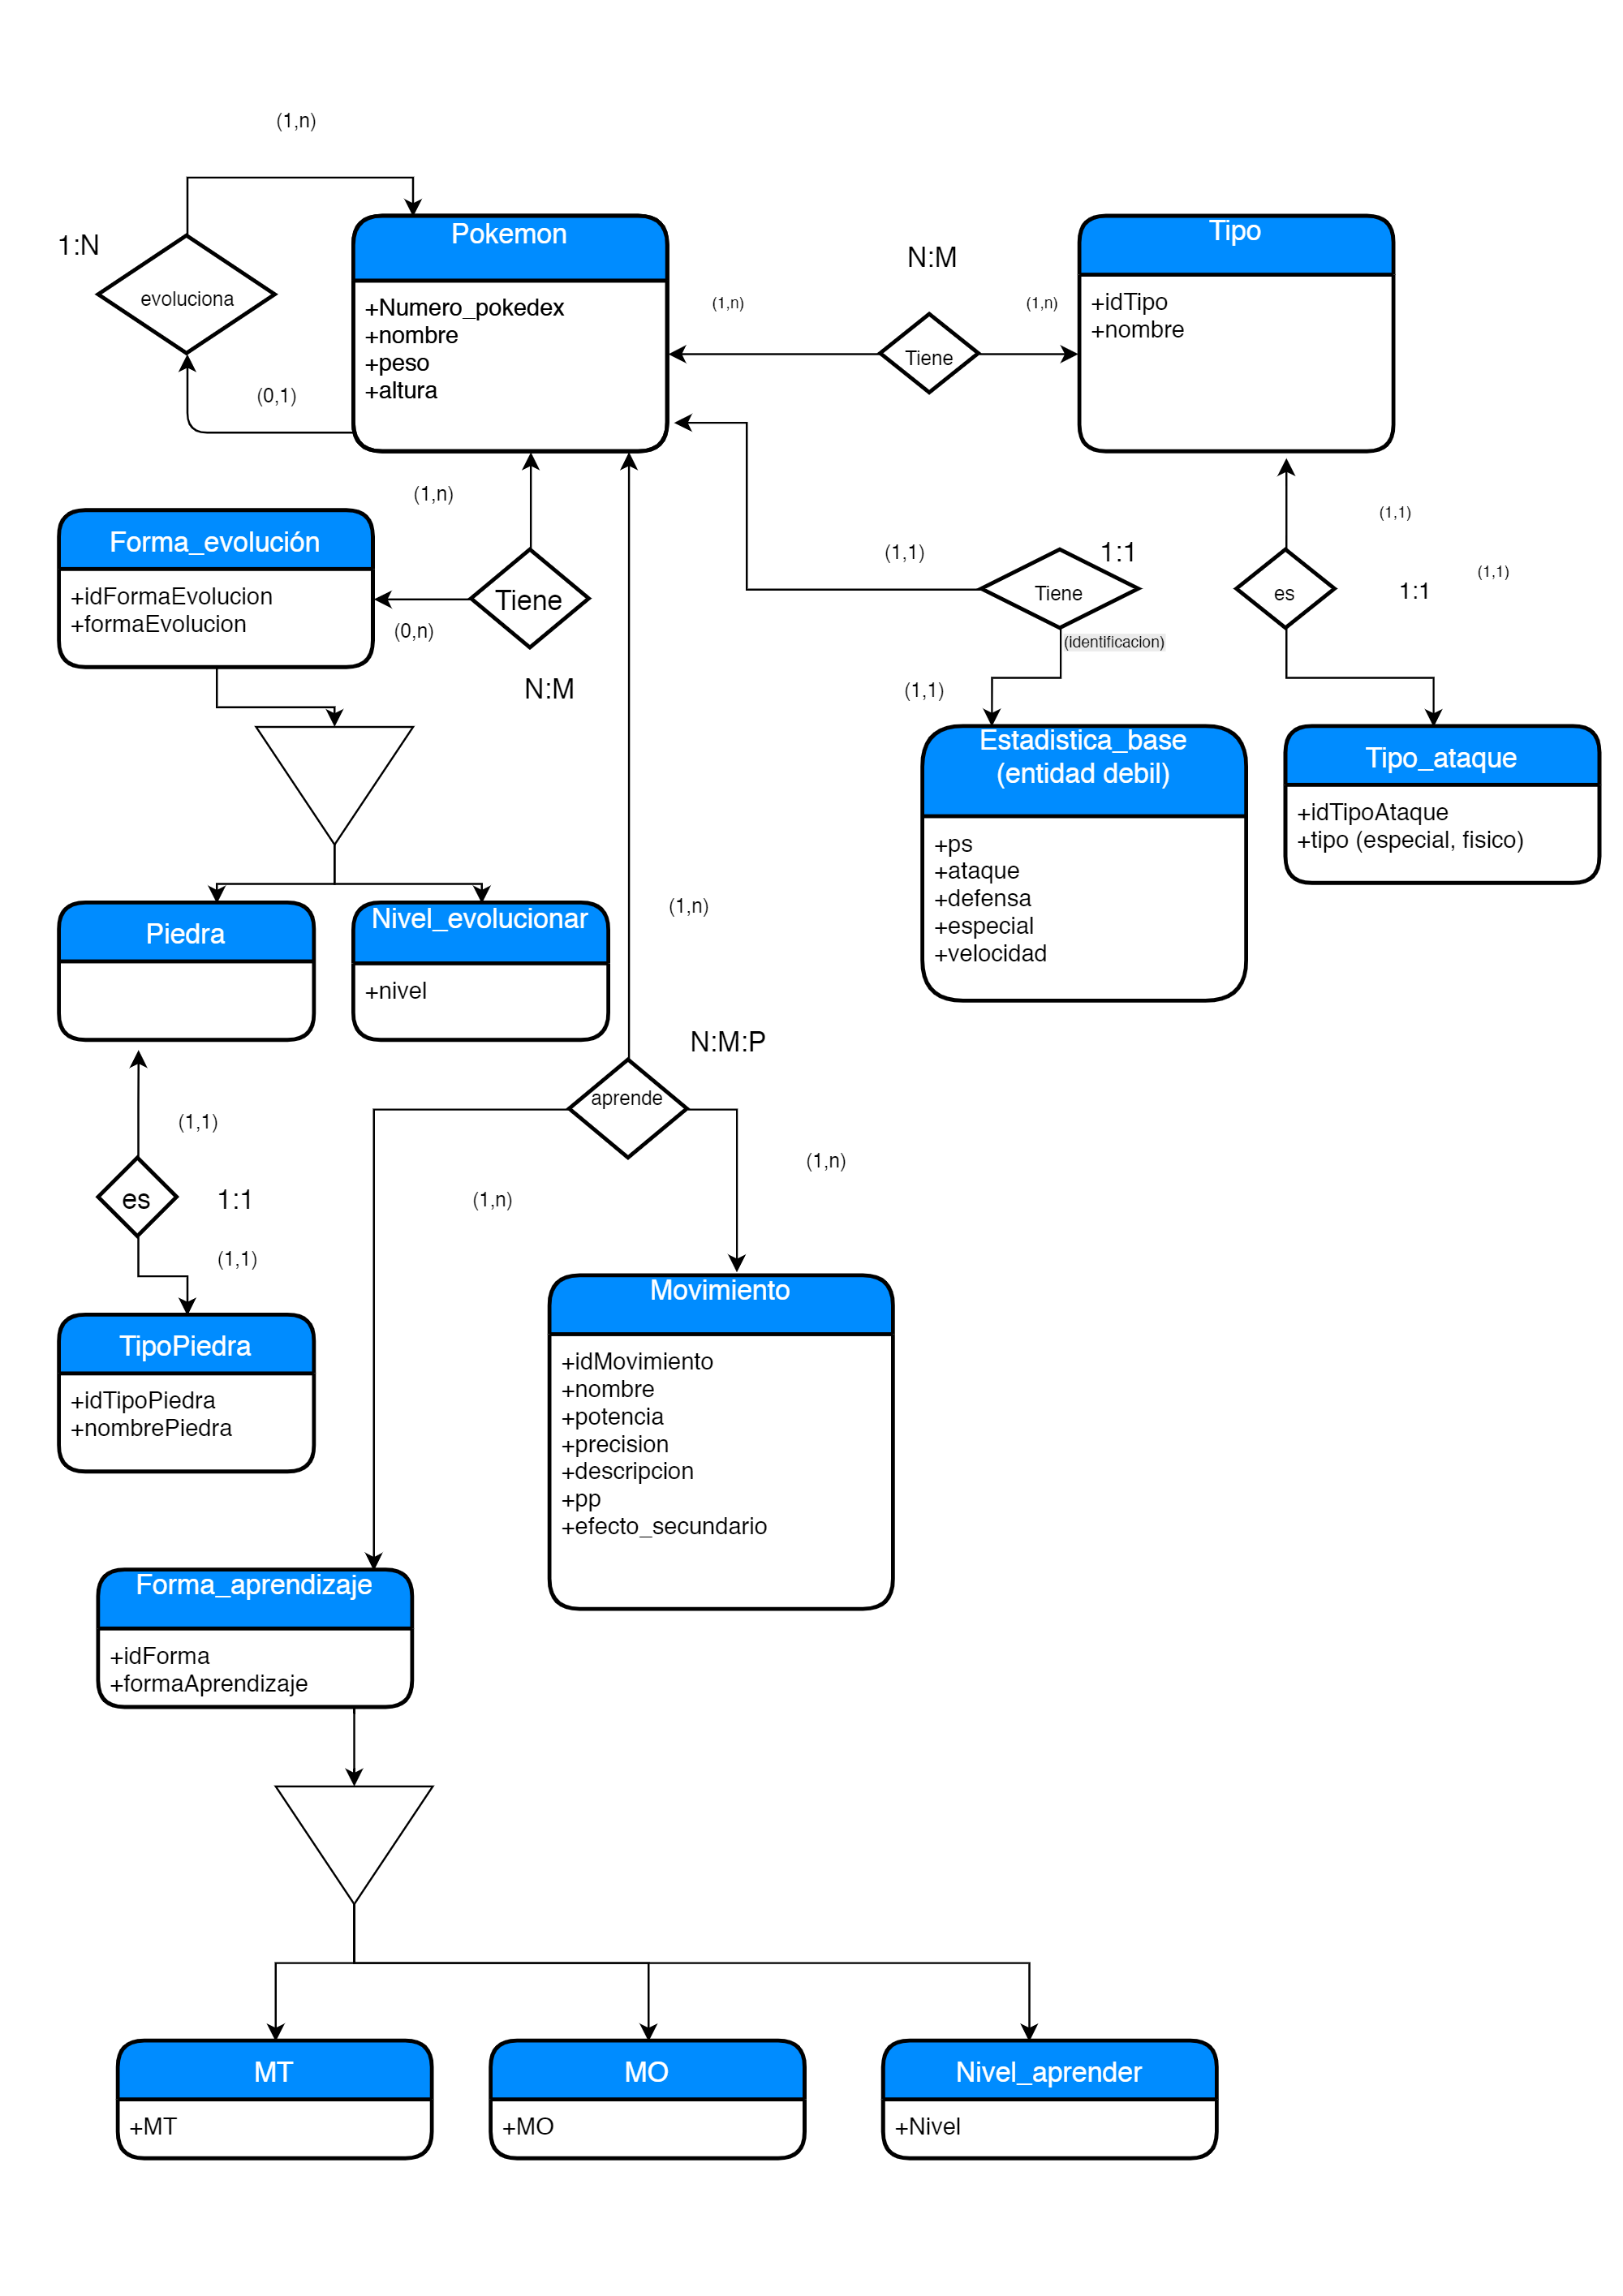 (1,n)
1:N
evoluciona
(0,1)
Pokemon
+Numero_pokedex
+nombre
+peso
+altura
N:M
(1,n)
(1,n)
Tiene
Tipo
+idTipo
+nombre
(1,n)
Forma_evolución
+idFormaEvolucion
+formaEvolucion
Tiene
(0,n)
N:M
(1,1)
1:1
Tiene
(identificacion)
(1,1)
(1,1)
es
1:1
(1,1)
Estadistica_base
(entidad debil)
+ps
+ataque
+defensa
+especial
+velocidad
Tipo_ataque
+idTipoAtaque
+tipo (especial, fisico)
Piedra
Nivel_evolucionar
+nivel
(1,n)
N:M:P
aprende
(1,n)
(1,n)
(1,1)
es
1:1
(1,1)
TipoPiedra
+idTipoPiedra
+nombrePiedra
Movimiento
+idMovimiento
+nombre
+potencia
+precision
+descripcion
+pp
+efecto_secundario
Forma_aprendizaje
+idForma
+formaAprendizaje
MT
+MT
MO
+MO
Nivel_aprender
+Nivel